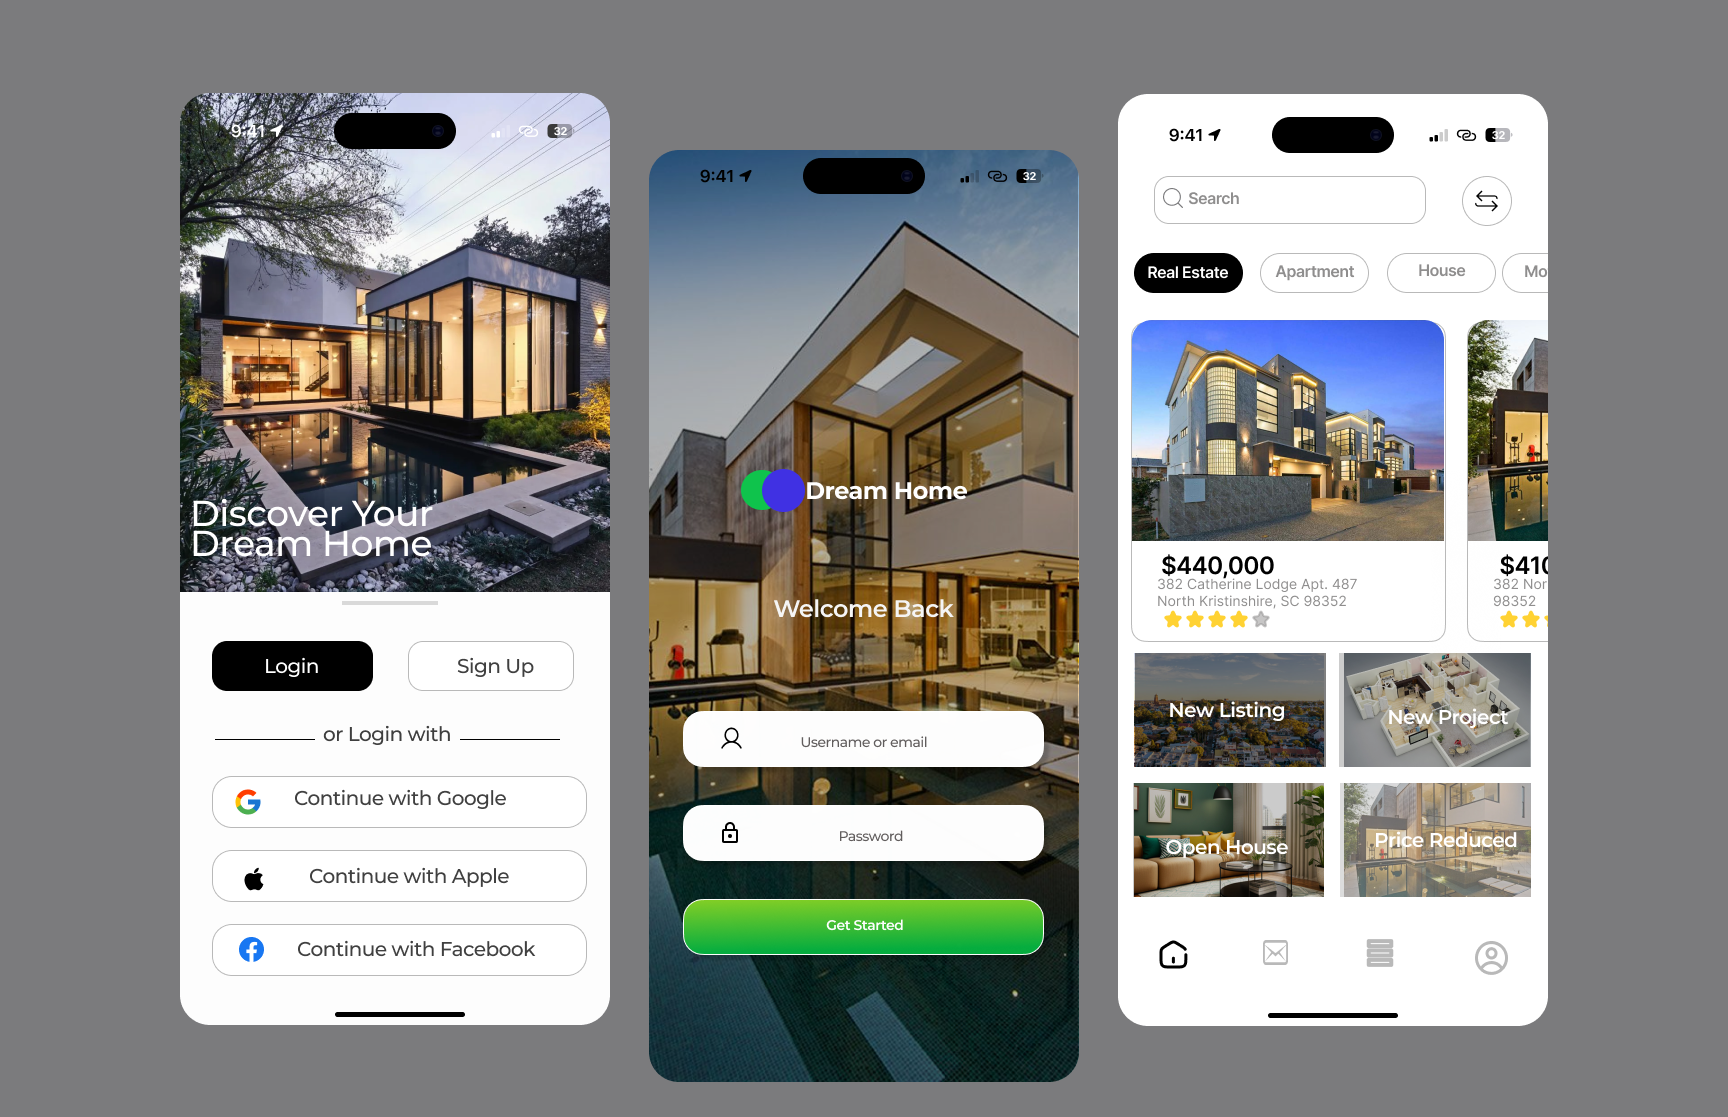 9:41
32
Discover Your
Dream Home
Login
Sign Up
or Login with
Continue with Google
Continue with Apple
Continue with Facebook
9:41
32
Dream Home
Welcome Back
Username or email
Password
Get Started
9:41
32
Search
Real Estate
Apartment
House
Mo
$440,000
382 Catherine Lodge Apt. 487
North Kristinshire, SC 98352
$410
382 Nor
98352
New Listing
New Project
Open House
Price Reduced